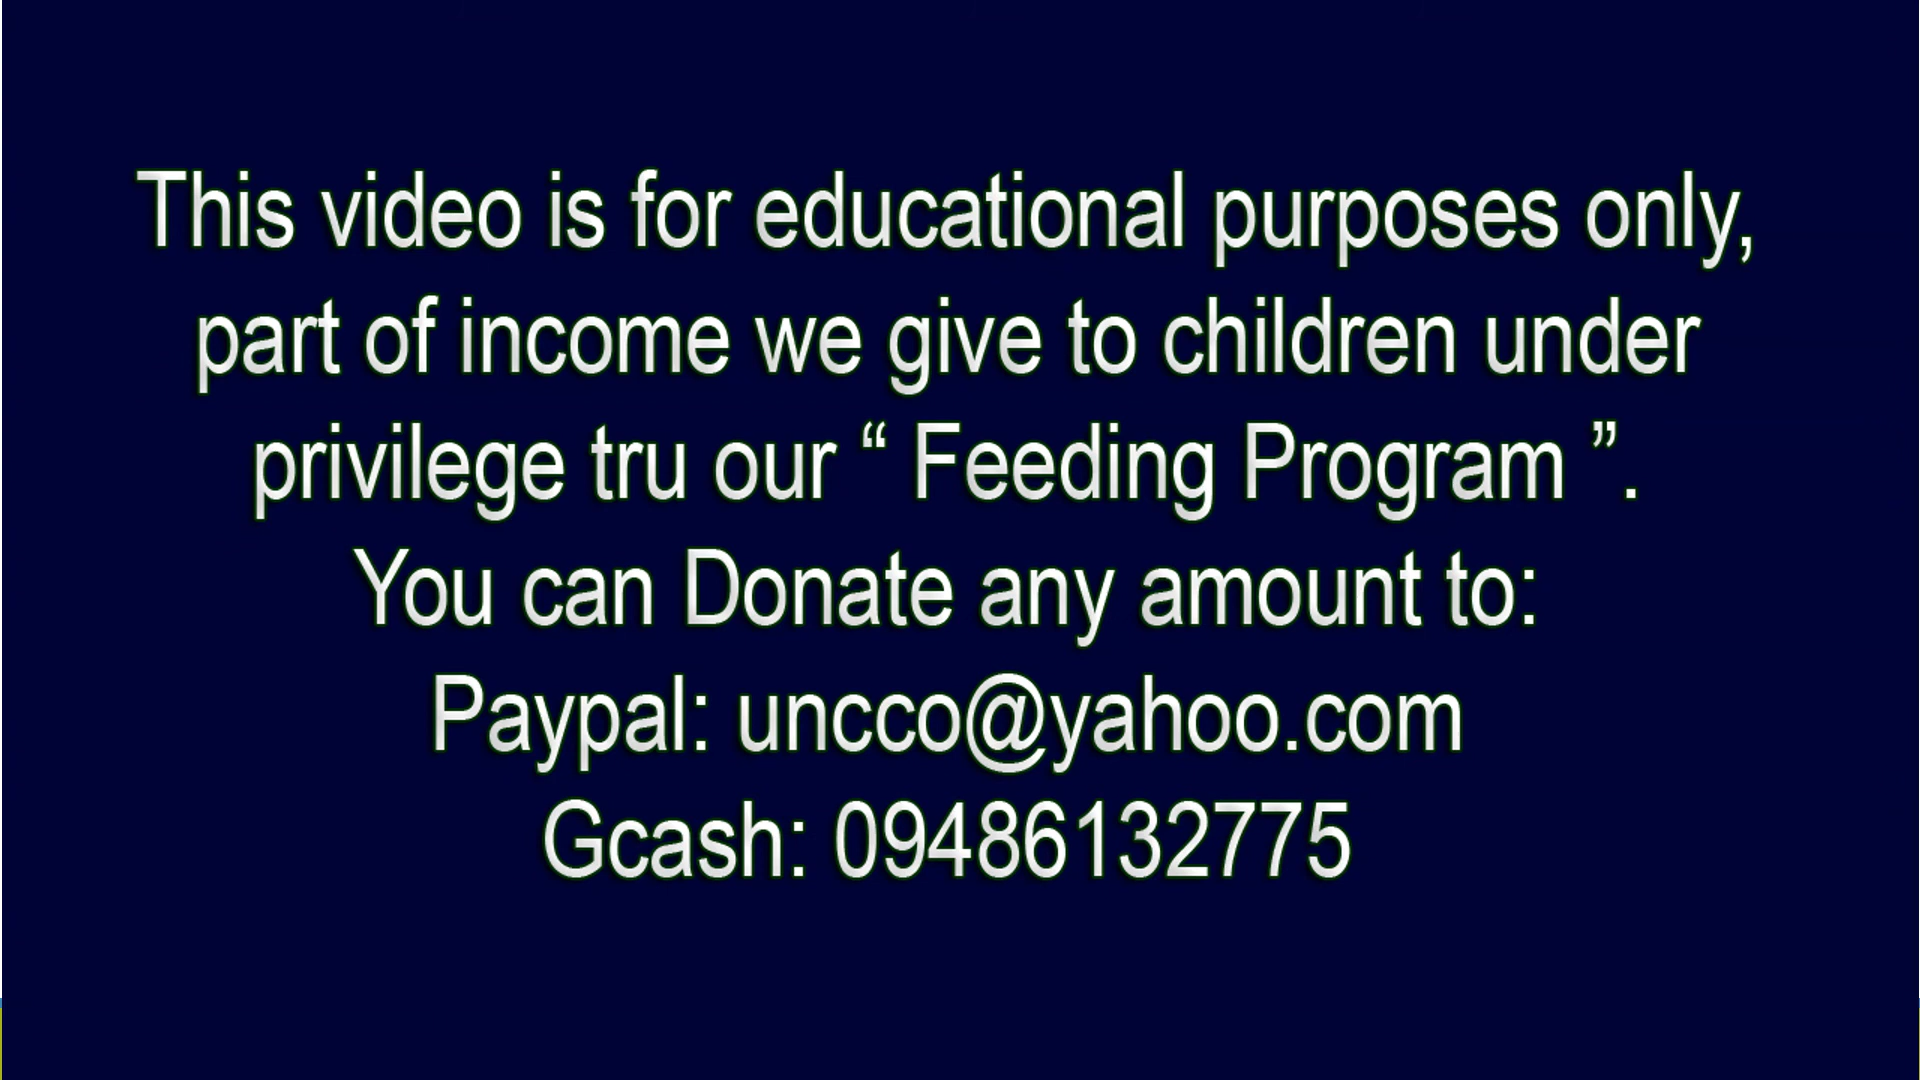 This video is for educational purposes only,
part of income we give to children under
privilege tru our “ Feeding Program ”.
You can Donate any amount to:
Paypal: uncco@yahoo.com
Gcash: 09486132775